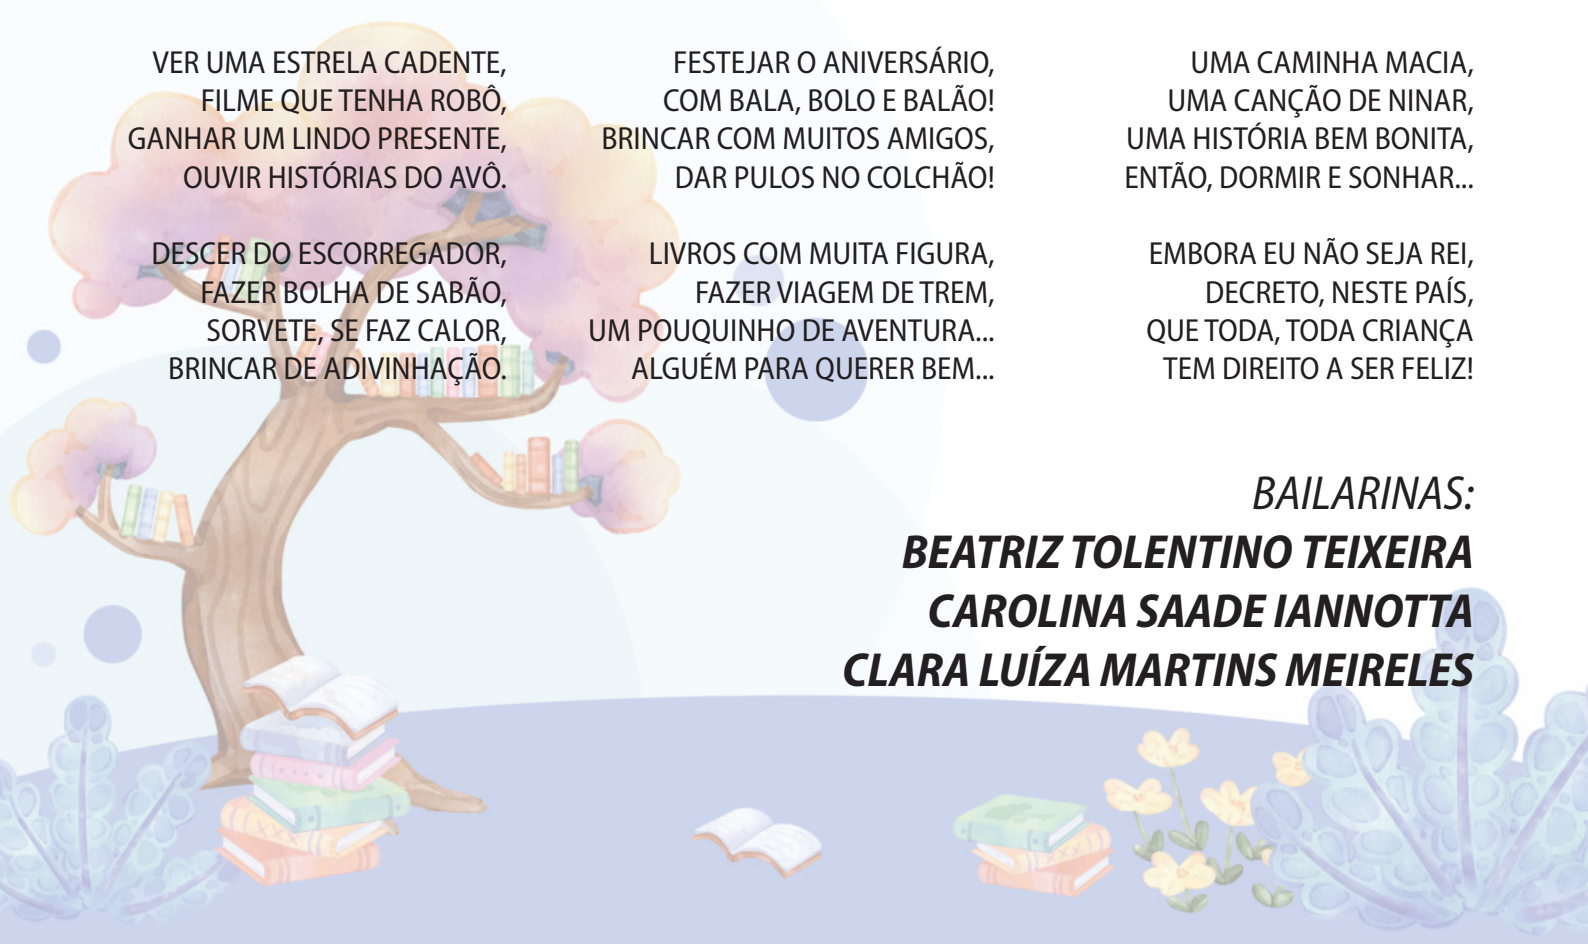 VER UMA ESTRELA CADENTE,
FILME QUE TENHA ROBÔ,
GANHAR UM LINDO PRESENTE,
OUVIR HISTÓRIAS DO AVÔ.
DESCER DO ESCORREGADOR,
FAZER BOLHA DE SABÃO,
SORVETE, SE FAZ CALOR,
BRINCAR DE ADIVINHAÇÃO.
FESTEJAR O ANIVERSÁRIO,
COM BALA, BOLO E BALÃO!
BRINCAR COM MUITOS AMIGOS,
DAR PULOS NO COLCHÃO!
LIVROS COM MUITA FIGURA,
FAZER VIAGEM DE TREM,
UM POUQUINHO DE AVENTURA...
ALGUÉM PARA QUERER BEM...
UMA CAMINHA MACIA,
UMA CANÇÃO DE NINAR,
UMA HISTÓRIA BEM BONITA,
ENTÃO, DORMIR E SONHAR...
EMBORA EU NÃO SEJA REI,
DECRETO, NESTE PAÍS,
QUE TODA, TODA CRIANÇA
TEM DIREITO A SER FELIZ!
BAILARINAS:
BEATRIZ TOLENTINO TEIXEIRA
CAROLINA SAADE IANNOTTA
CLARA LUÍZA MARTINS MEIRELES